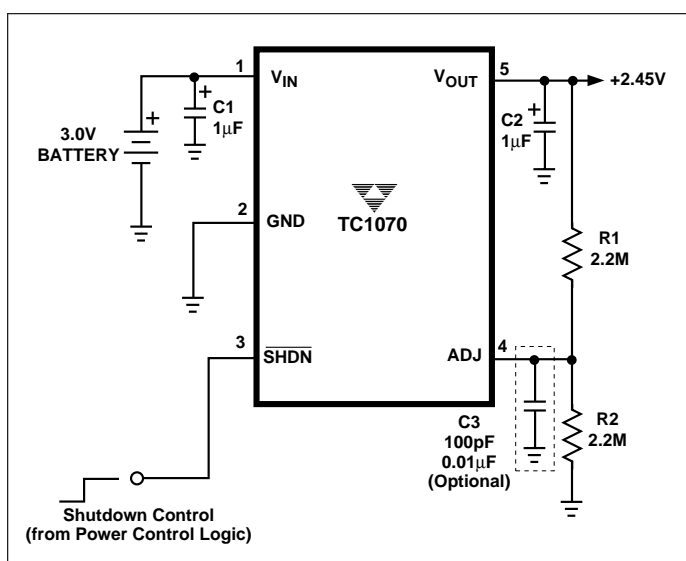 1
VIN
VOUT
5
+2.45V
+
C1
1µF
+
3.0V
BATTERY
+
C2
1µF
2
GND
TC1070
R1
2.2M
3
SHDN
ADJ
4
C3
100pF
0.01µF
(Optional)
R2
2.2M
Shutdown Control
(from Power Control Logic)